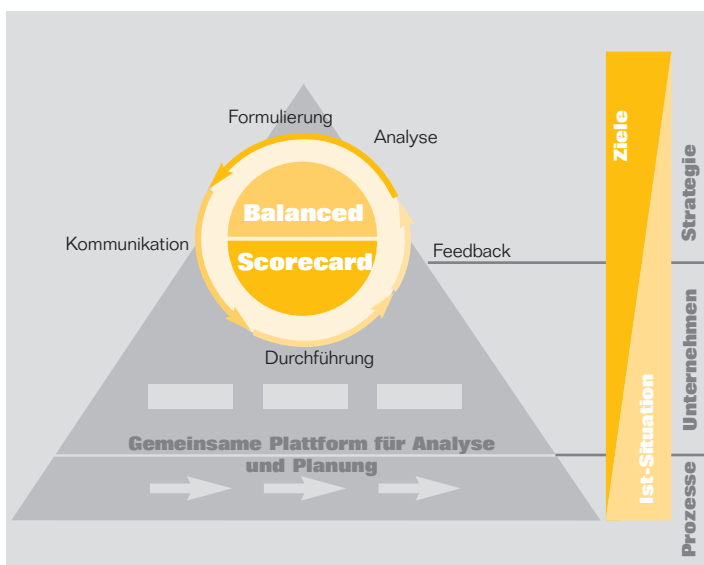 Formulierung
Analyse
Balanced
Scorecard
Kommunikation
Feedback
Durchführung
Gemeinsame Plattform für Analyse
und Planung
Ziele
Ist-Situation
Strategie
Unternehmen
Prozesse